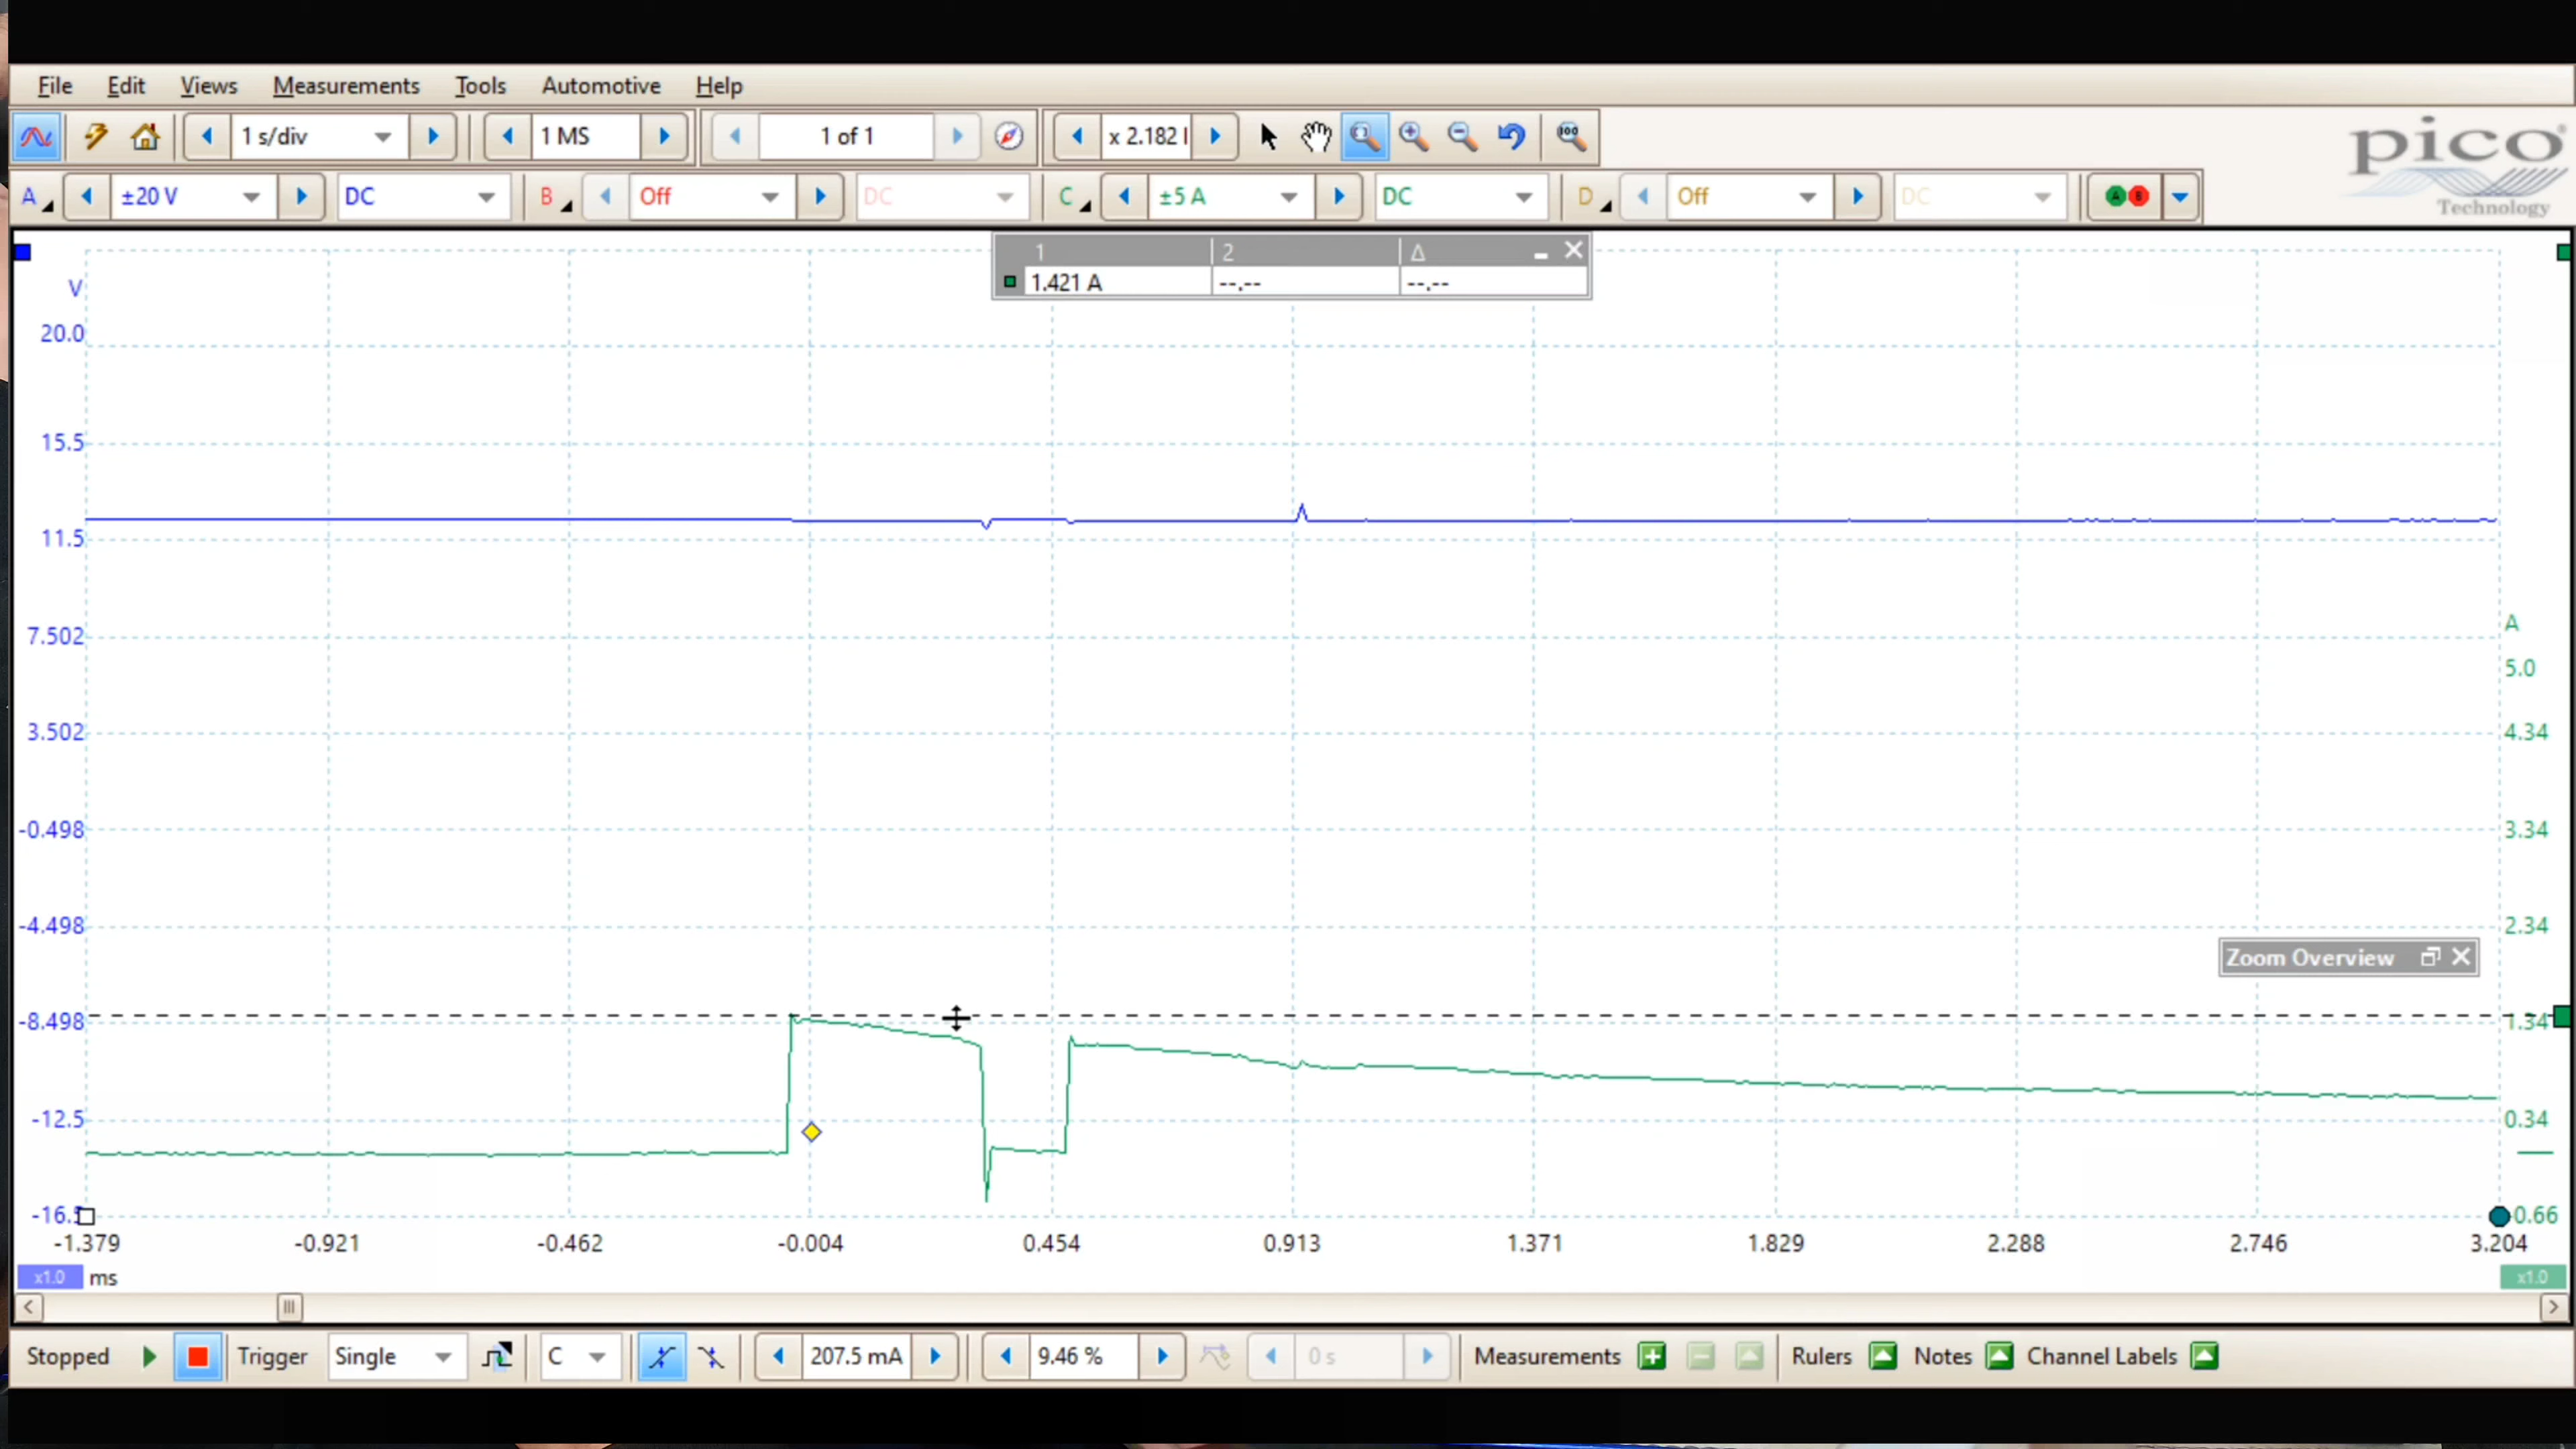 File Edit Views Measurements Tools Automotive Help
1 s/div 1 MS 1 of 1 x 2.182
A ±20 V DC B Off DC C ±5 A DC D Off DC A B
pico
Technology
1 2 Δ
1.421 A --.-- --.--
V
20.0
15.5
11.5
7.502
A
5.0
3.502 4.34
-0.498 3.34
-4.498 2.34
Zoom Overview
-8.498 1.34
-12.5 0.34
-16.5 0.66
-1.379 -0.921 -0.462 -0.004 0.454 0.913 1.371 1.829 2.288 2.746 3.204
x1.0 ms x1.0
Stopped Trigger Single C 207.5 mA 9.46 % 0 s Measurements Rulers Notes Channel Labels